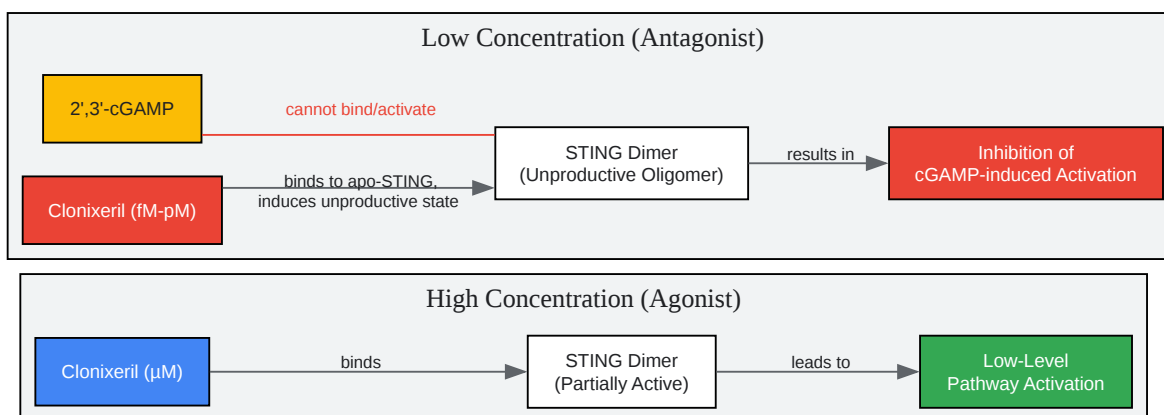 Low Concentration (Antagonist)
2',3'-cGAMP
cannot bind/activate
STING Dimer
(Unproductive Oligomer)
results in
Inhibition of
cGAMP-induced Activation
Clonixeril (fM-pM)
binds to apo-STING,
induces unproductive state
High Concentration (Agonist)
Clonixeril (µM)
binds
STING Dimer
(Partially Active)
leads to
Low-Level
Pathway Activation